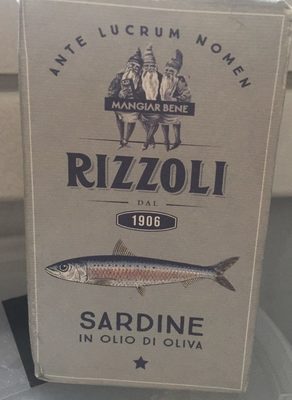 ANTE LUCRUM NOMEN
MANGIAR BENE
RIZZOLI
DAL
1906
SARDINE
IN OLIO DI OLIVA